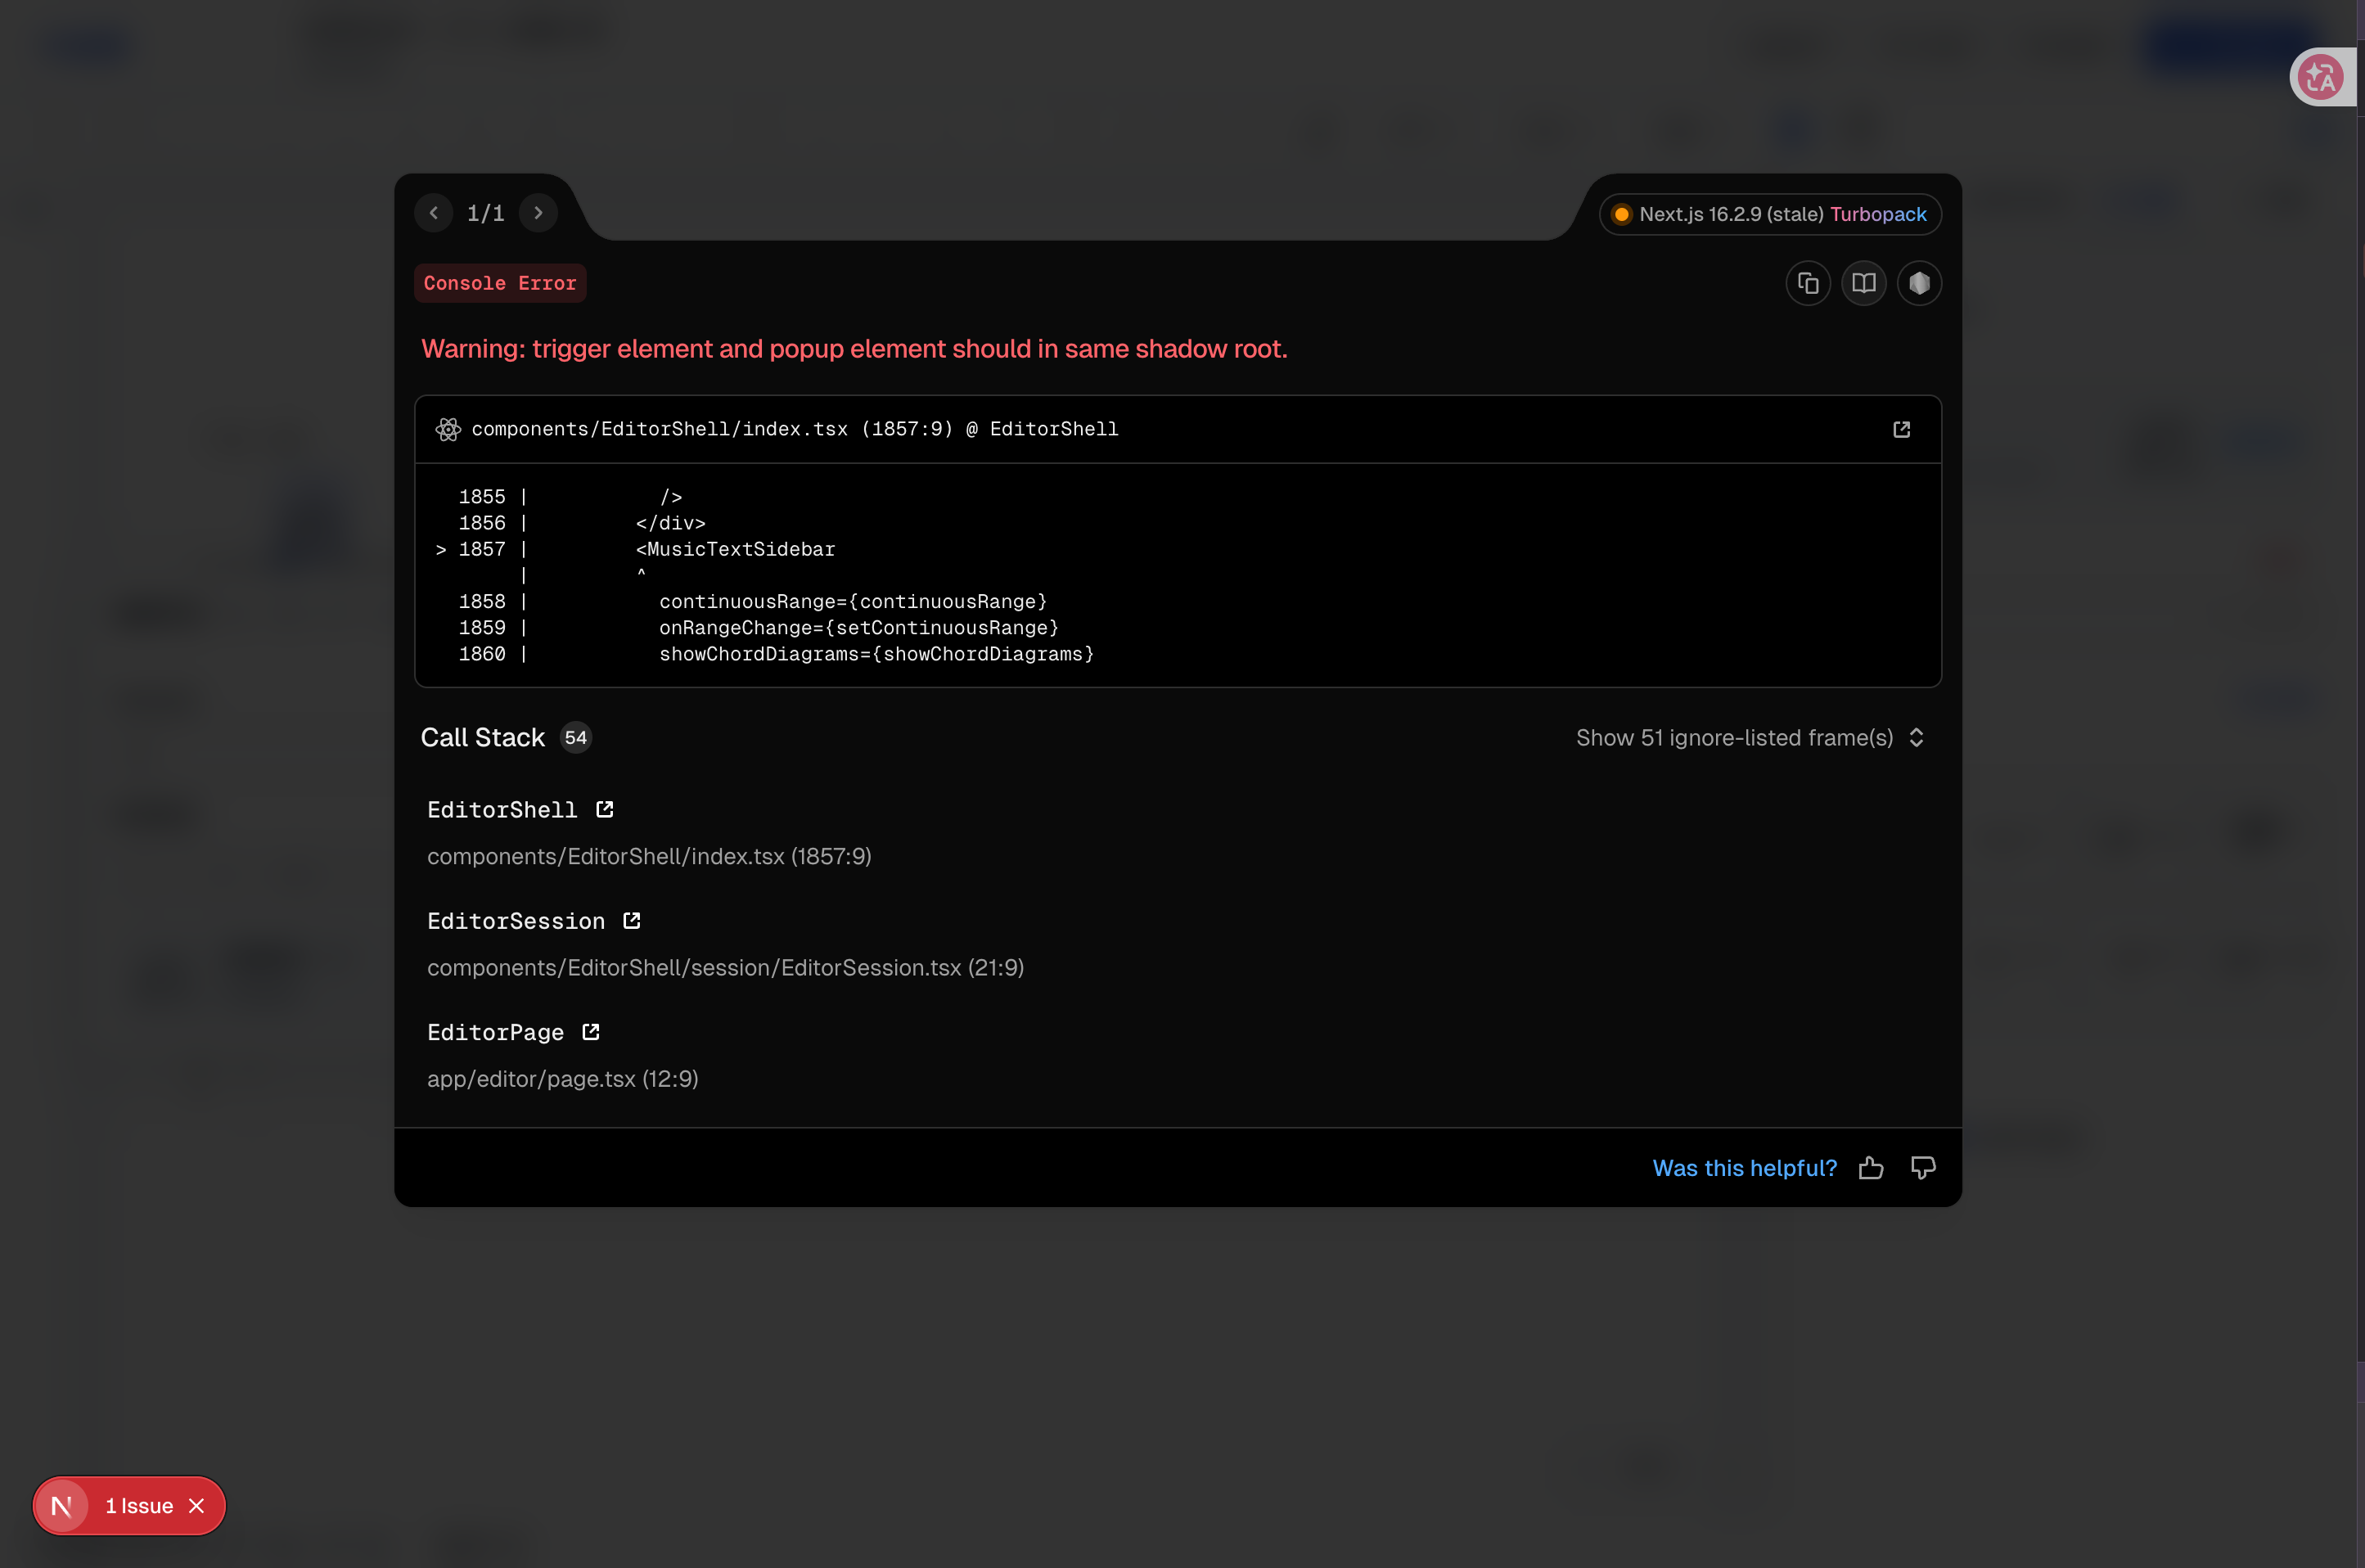 1/1
Next.js 16.2.9 (stale) Turbopack
Console Error
Warning: trigger element and popup element should in same shadow root.
components/EditorShell/index.tsx (1857:9) @ EditorShell
1855 |           />
1856 |         </div>
> 1857 |         <MusicTextSidebar
|         ^
1858 |           continuousRange={continuousRange}
1859 |           onRangeChange={setContinuousRange}
1860 |           showChordDiagrams={showChordDiagrams}
Call Stack 54
Show 51 ignore-listed frame(s)
EditorShell
components/EditorShell/index.tsx (1857:9)
EditorSession
components/EditorShell/session/EditorSession.tsx (21:9)
EditorPage
app/editor/page.tsx (12:9)
Was this helpful?
N 1 Issue